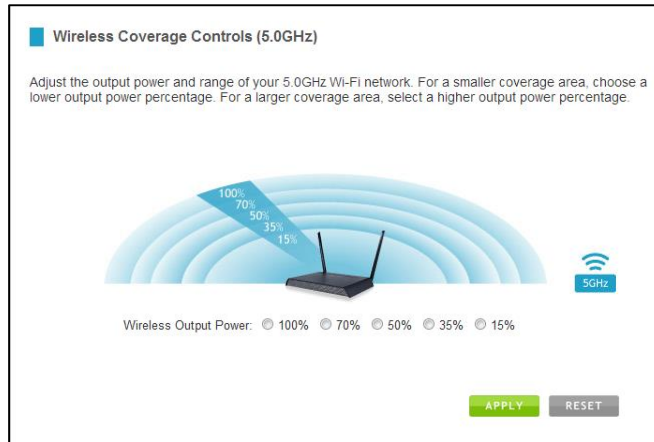 Wireless Coverage Controls (5.0GHz)
Adjust the output power and range of your 5.0GHz Wi-Fi network. For a smaller coverage area, choose a
lower output power percentage. For a larger coverage area, select a higher output power percentage.
100%
70%
50%
35%
15%
5GHz
Wireless Output Power: 100% 70% 50% 35% 15%
APPLY RESET